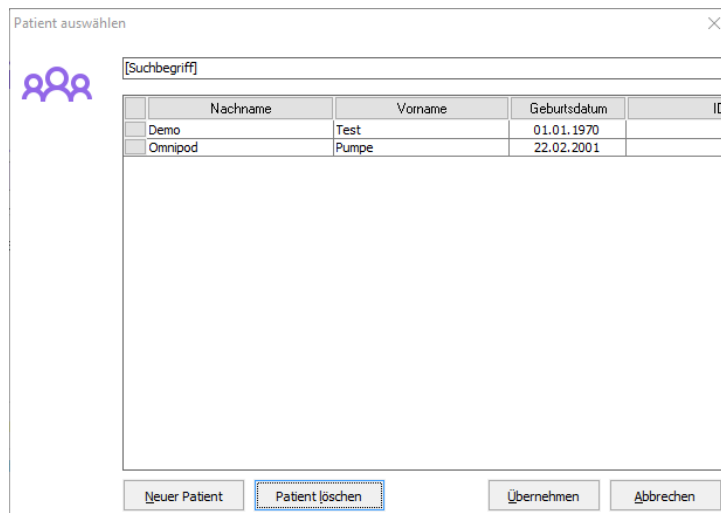 Patient auswählen
[Suchbegriff]
Nachname Vorname Geburtsdatum ID
Demo Test 01.01.1970
Omnipod Pumpe 22.02.2001
Neuer Patient Patient löschen Übernehmen Abbrechen